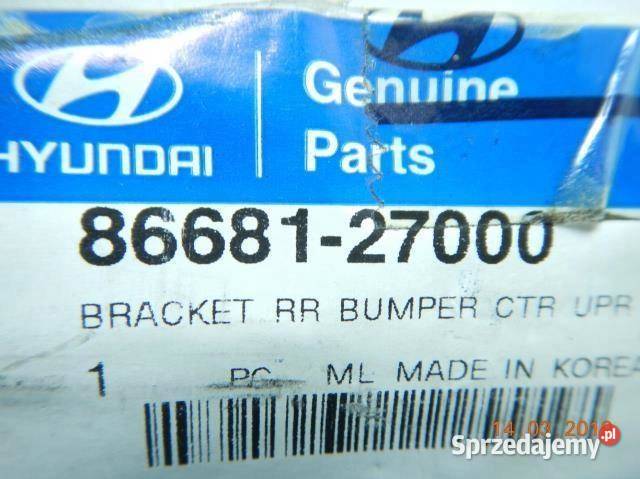 HYUNDAI
Genuine
Parts
86681-27000
BRACKET RR BUMPER CTR UPR
1 PC ML MADE IN KOREA
14.03.201
Sprzedajemy.pl